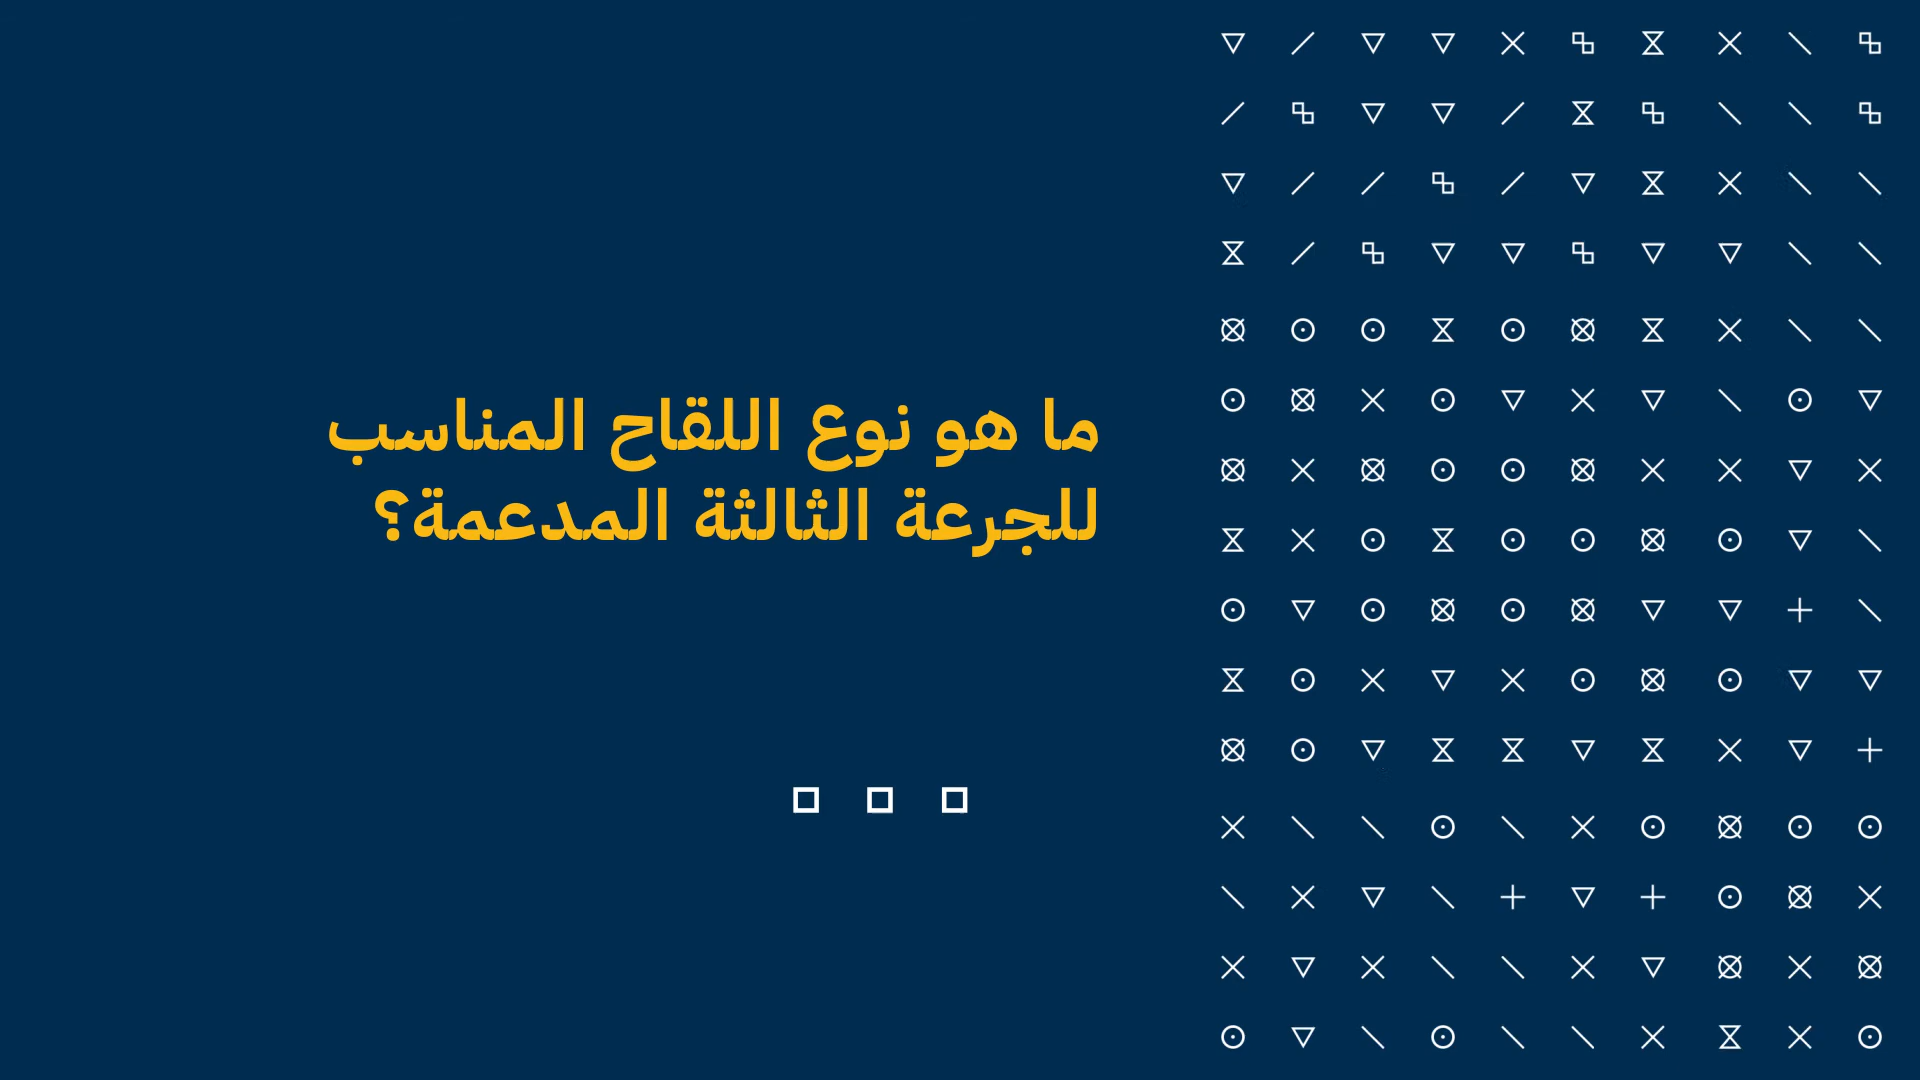 ما هو نوع اللقاح المناسب
للجرعة الثالثة المدعمة؟